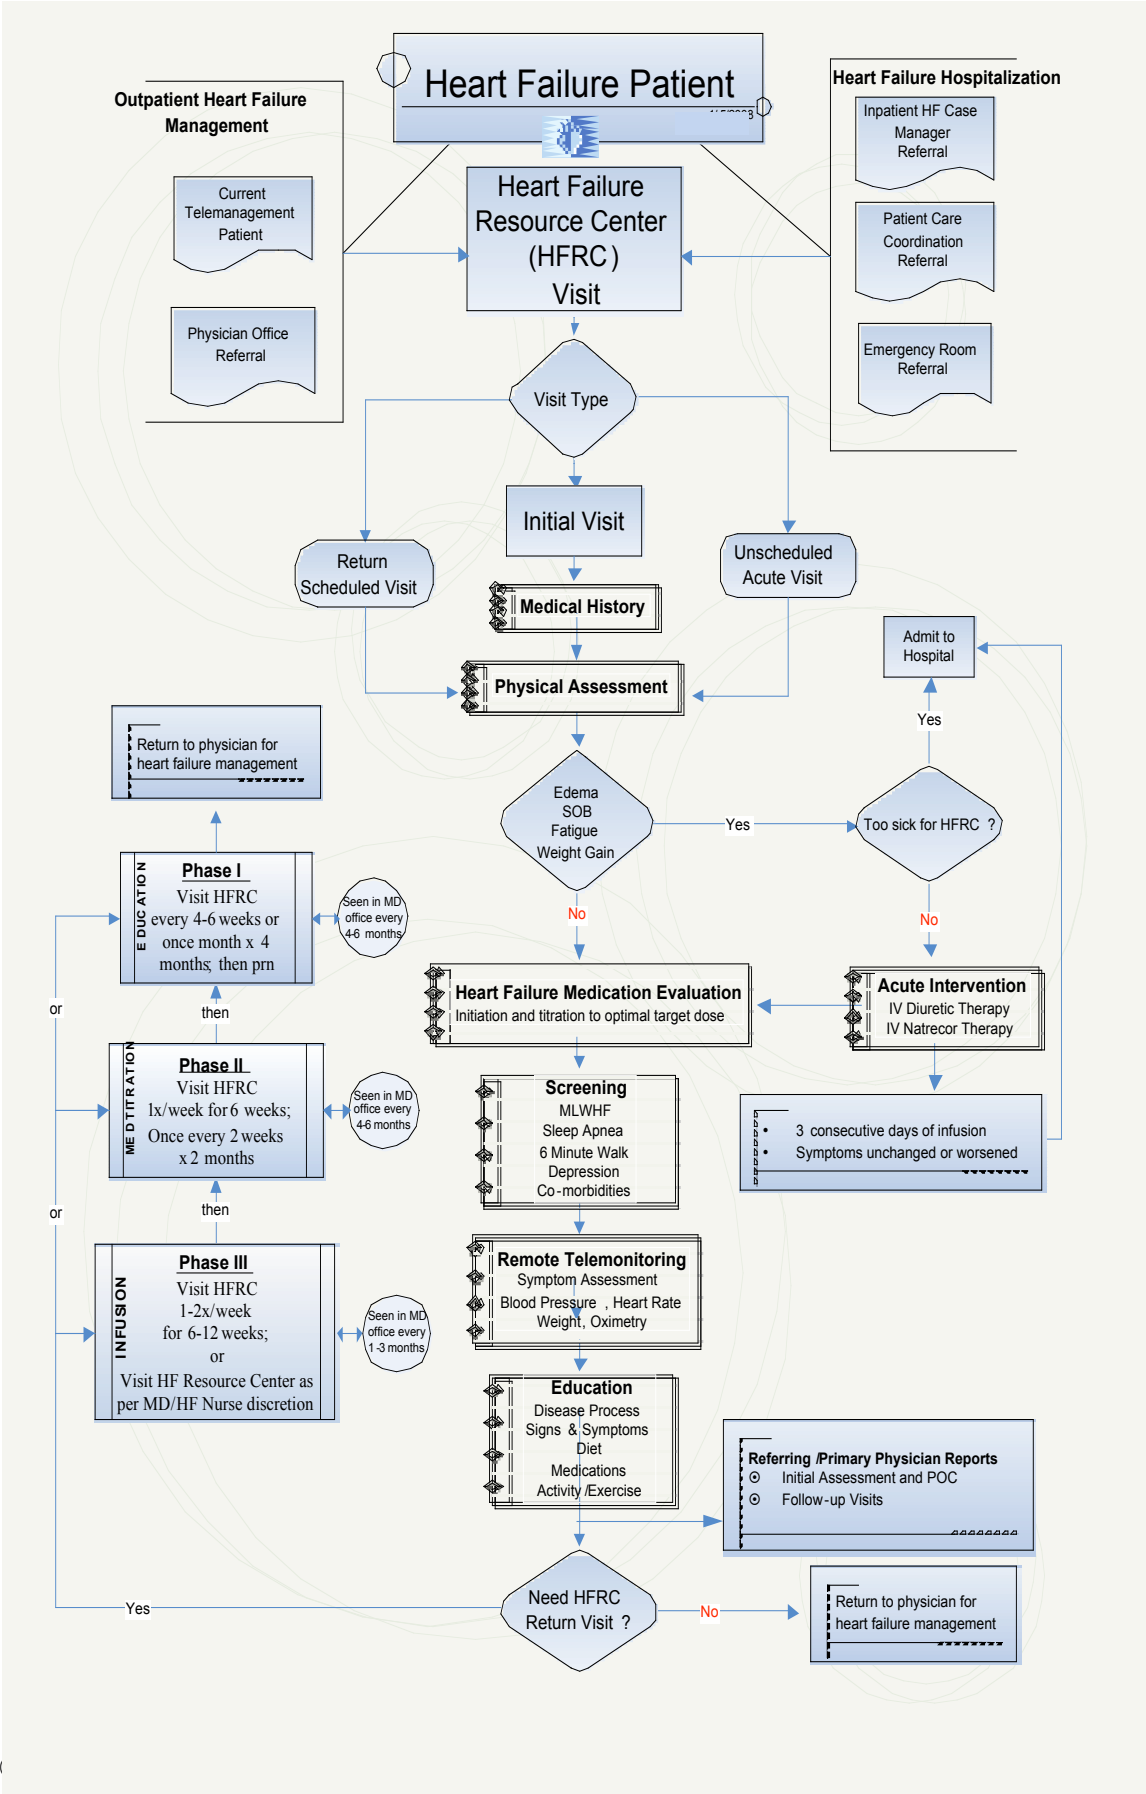 Heart Failure Patient
Outpatient Heart Failure
Management
Current
Telemanagement
Patient
Physician Office
Referral
Heart Failure Hospitalization
Inpatient HF Case
Manager
Referral
Patient Care
Coordination
Referral
Emergency Room
Referral
Heart Failure
Resource Center
(HFRC)
Visit
Visit Type
Initial Visit
Return
Scheduled Visit
Unscheduled
Acute Visit
Medical History
Physical Assessment
Admit to
Hospital
Yes
Edema
SOB
Fatigue
Weight Gain
Yes
Too sick for HFRC ?
No
No
Heart Failure Medication Evaluation
Initiation and titration to optimal target dose
Acute Intervention
IV Diuretic Therapy
IV Natrecor Therapy
• 3 consecutive days of infusion
• Symptoms unchanged or worsened
Screening
MLWHF
Sleep Apnea
6 Minute Walk
Depression
Co-morbidities
Remote Telemonitoring
Symptom Assessment
Blood Pressure , Heart Rate
Weight, Oximetry
Education
Disease Process
Signs & Symptoms
Diet
Medications
Activity/Exercise
Referring /Primary Physician Reports
Initial Assessment and POC
Follow-up Visits
Need HFRC
Return Visit ?
No
Return to physician for
heart failure management
Yes
Return to physician for
heart failure management
EDUCATION
Phase I
Visit HFRC
every 4-6 weeks or
once month x 4
months; then prn
Seen in MD
office every
4-6 months
then
or
MEDTITRATION
Phase II
Visit HFRC
1x/week for 6 weeks;
Once every 2 weeks
x 2 months
Seen in MD
office every
4-6 months
then
or
INFUSION
Phase III
Visit HFRC
1-2x/week
for 6-12 weeks;
or
Visit HF Resource Center as
per MD/HF Nurse discretion
Seen in MD
office every
1-3 months